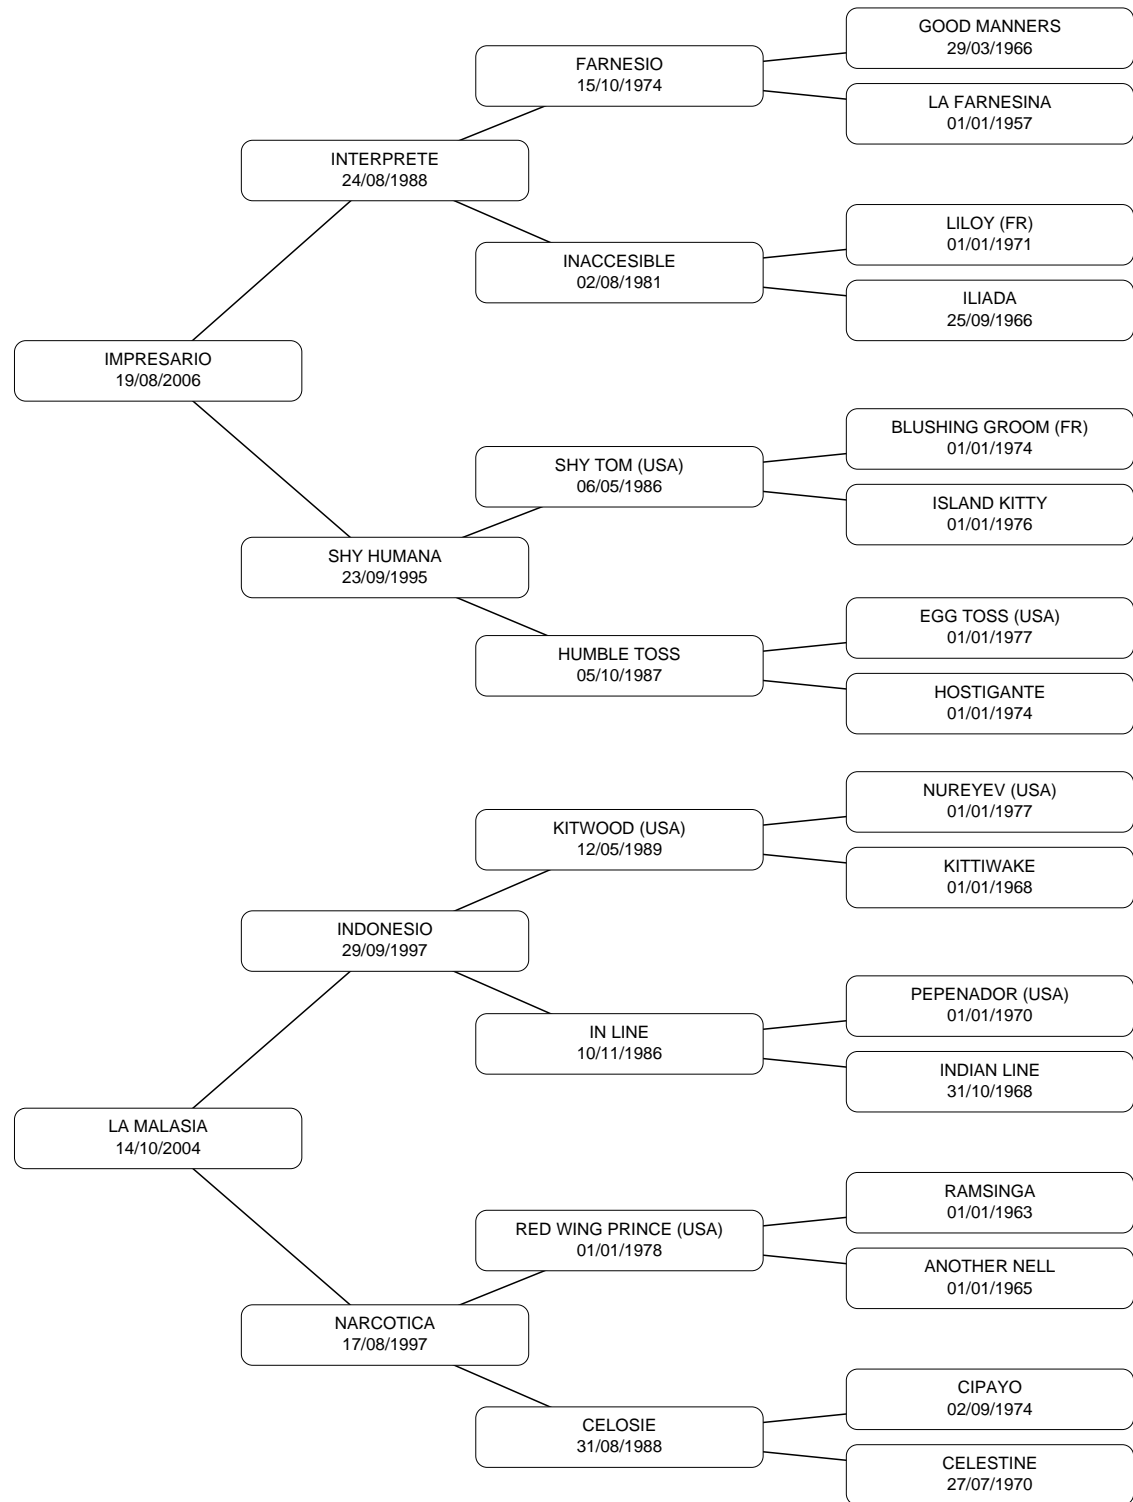 GOOD MANNERS
29/03/1966
FARNESIO
15/10/1974
LA FARNESINA
01/01/1957
INTERPRETE
24/08/1988
LILOY (FR)
01/01/1971
INACCESIBLE
02/08/1981
ILIADA
25/09/1966
IMPRESARIO
19/08/2006
BLUSHING GROOM (FR)
01/01/1974
SHY TOM (USA)
06/05/1986
ISLAND KITTY
01/01/1976
SHY HUMANA
23/09/1995
EGG TOSS (USA)
01/01/1977
HUMBLE TOSS
05/10/1987
HOSTIGANTE
01/01/1974
NUREYEV (USA)
01/01/1977
KITWOOD (USA)
12/05/1989
KITTIWAKE
01/01/1968
INDONESIO
29/09/1997
PEPENADOR (USA)
01/01/1970
IN LINE
10/11/1986
INDIAN LINE
31/10/1968
LA MALASIA
14/10/2004
RAMSINGA
01/01/1963
RED WING PRINCE (USA)
01/01/1978
ANOTHER NELL
01/01/1965
NARCOTICA
17/08/1997
CIPAYO
02/09/1974
CELOSIE
31/08/1988
CELESTINE
27/07/1970